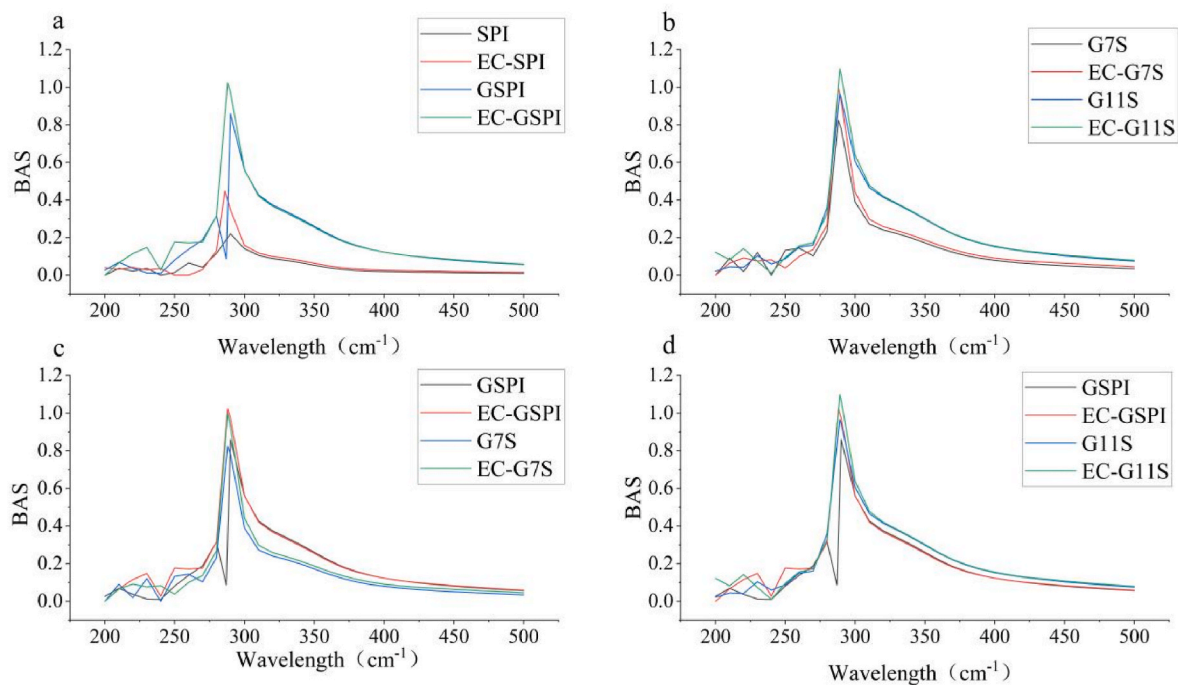 a
SPI
EC-SPI
GSPI
EC-GSPI
1.2
1.0
0.8
0.6
0.4
0.2
0.0
BAS
200 250 300 350 400 450 500
Wavelength（cm-1）
b
G7S
EC-G7S
G11S
EC-G11S
1.2
1.0
0.8
0.6
0.4
0.2
0.0
BAS
200 250 300 350 400 450 500
Wavelength（cm-1）
c
GSPI
EC-GSPI
G7S
EC-G7S
1.2
1.0
0.8
0.6
0.4
0.2
0.0
BAS
200 250 300 350 400 450 500
Wavelength（cm-1）
d
GSPI
EC-GSPI
G11S
EC-G11S
1.2
1.0
0.8
0.6
0.4
0.2
0.0
BAS
200 250 300 350 400 450 500
Wavelength（cm-1）